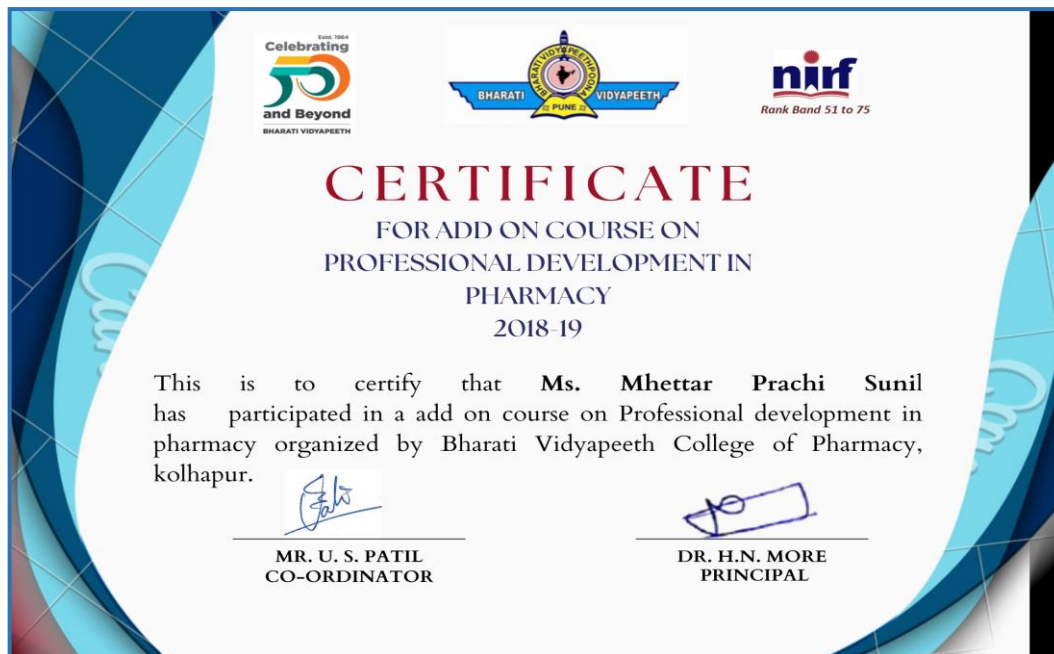 Estd. 1964
Celebrating
50
and Beyond
BHARATI VIDYAPEETH
BHARATI VIDYAPEETH POONA
BHARATI VIDYAPEETH
PUNE
nirf
Rank Band 51 to 75
CERTIFICATE
FOR ADD ON COURSE ON
PROFESSIONAL DEVELOPMENT IN
PHARMACY
2018-19
This is to certify that Ms. Mhettar Prachi Sunil
has participated in a add on course on Professional development in
pharmacy organized by Bharati Vidyapeeth College of Pharmacy,
kolhapur.
MR. U. S. PATIL
CO-ORDINATOR
DR. H.N. MORE
PRINCIPAL